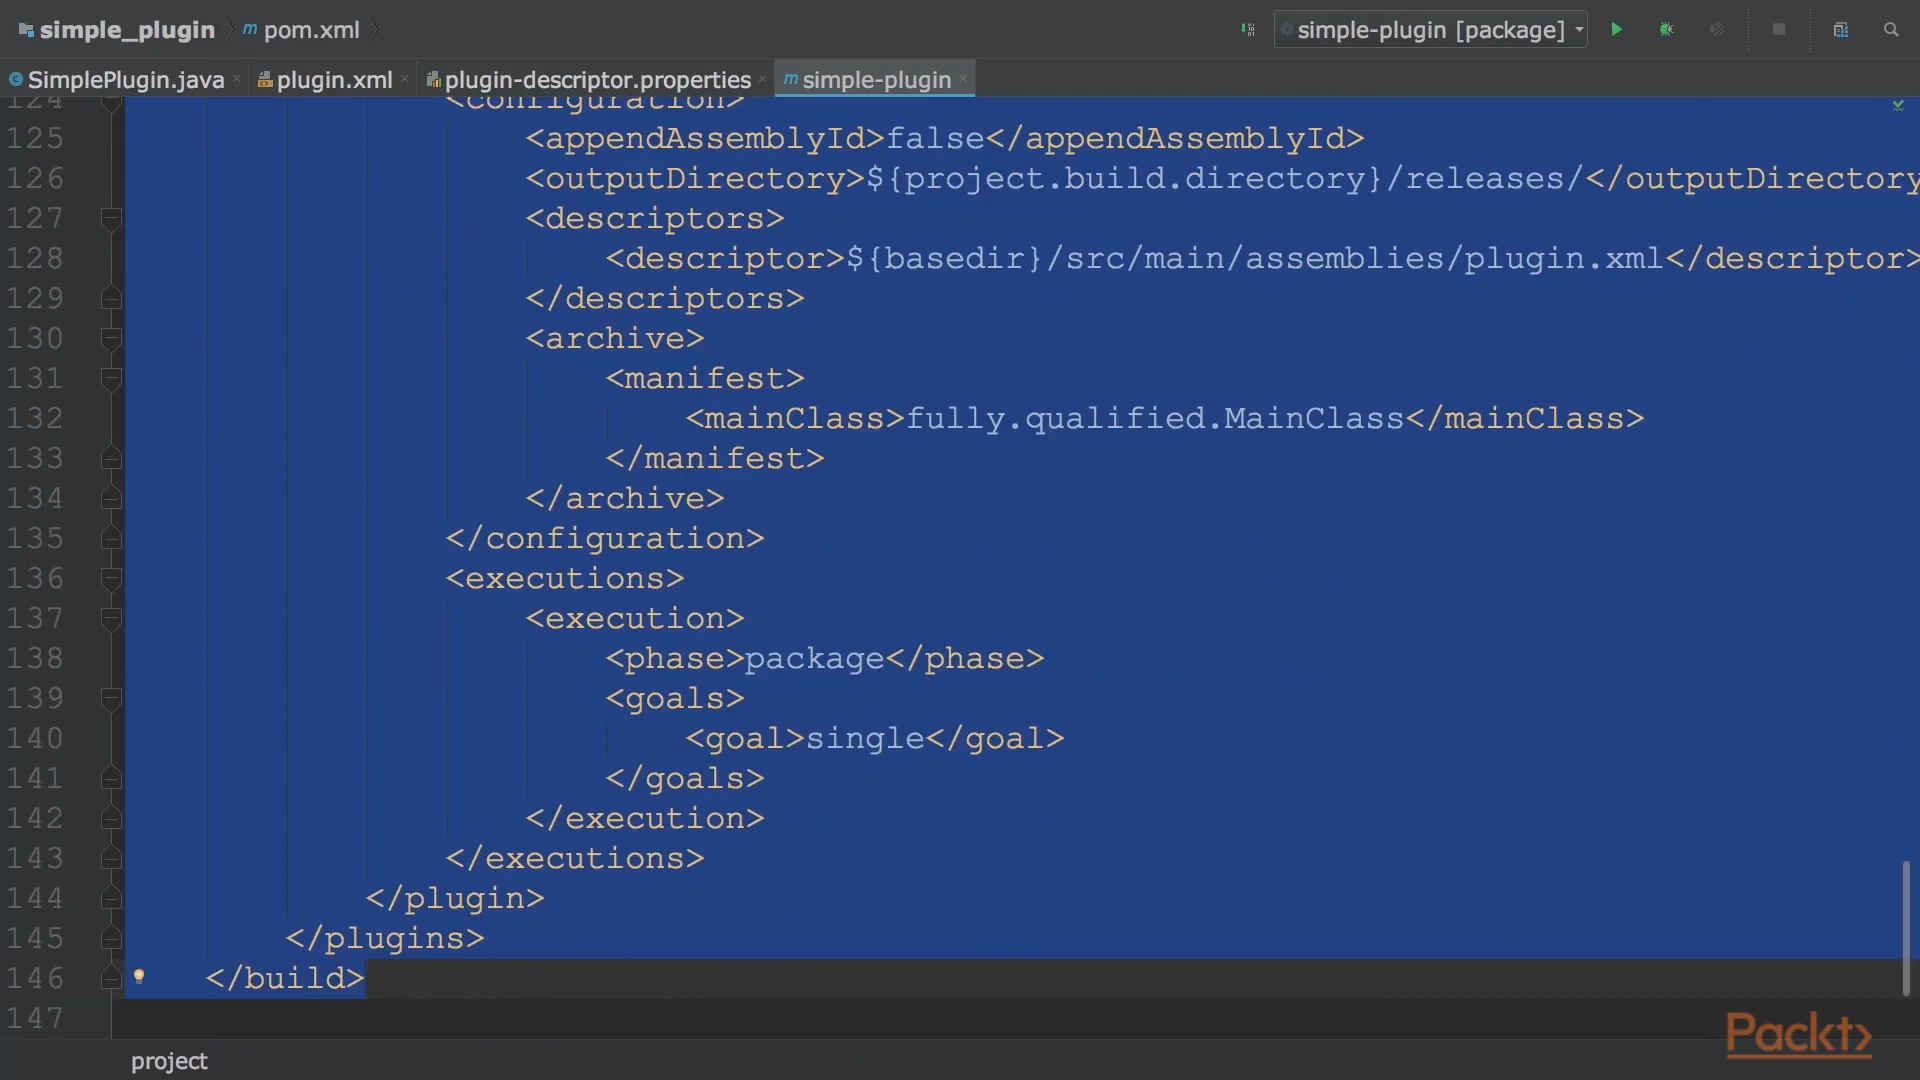 simple_plugin
pom.xml
simple-plugin [package]
SimplePlugin.java
plugin.xml
plugin-descriptor.properties
simple-plugin
124 <configuration>
125 <appendAssemblyId>false</appendAssemblyId>
126 <outputDirectory>${project.build.directory}/releases/</outputDirectory
127 <descriptors>
128 <descriptor>${basedir}/src/main/assemblies/plugin.xml</descriptor>
129 </descriptors>
130 <archive>
131 <manifest>
132 <mainClass>fully.qualified.MainClass</mainClass>
133 </manifest>
134 </archive>
135 </configuration>
136 <executions>
137 <execution>
138 <phase>package</phase>
139 <goals>
140 <goal>single</goal>
141 </goals>
142 </execution>
143 </executions>
144 </plugin>
145 </plugins>
146 </build>
147
Packt>
project